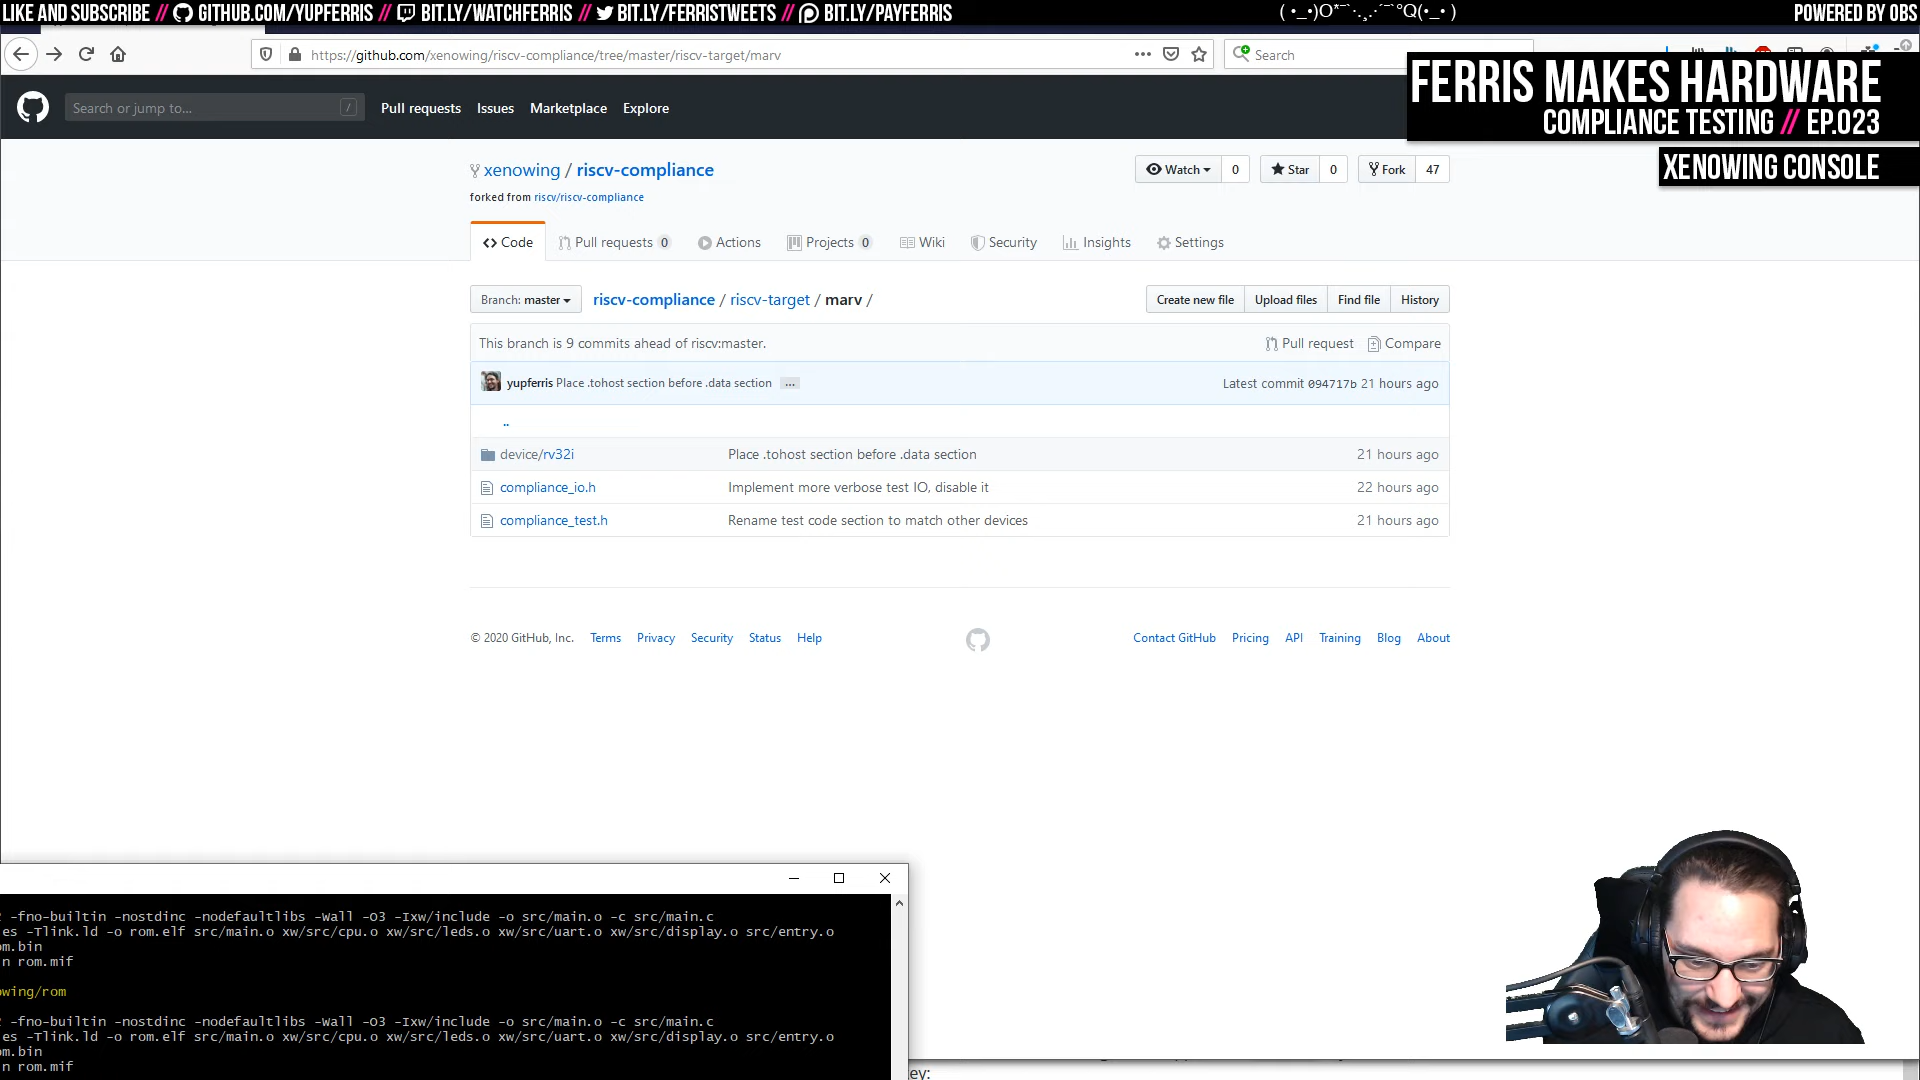 LIKE AND SUBSCRIBE // GITHUB.COM/YUPFERRIS // BIT.LY/WATCHFERRIS // BIT.LY/FERRISTWEETS // BIT.LY/PAYFERRIS
POWERED BY OBS
https://github.com/xenowing/riscv-compliance/tree/master/riscv-target/marv
Search
FERRIS MAKES HARDWARE
COMPLIANCE TESTING // EP.023
XENOWING CONSOLE
Search or jump to... /
Pull requests Issues Marketplace Explore
xenowing / riscv-compliance
Watch 0 Star 0 Fork 47
forked from riscv/riscv-compliance
Code Pull requests 0 Actions Projects 0 Wiki Security Insights Settings
Branch: master riscv-compliance / riscv-target / marv /
Create new file Upload files Find file History
This branch is 9 commits ahead of riscv:master.
Pull request Compare
yupferris Place .tohost section before .data section ...
Latest commit 094717b 21 hours ago
..
device/rv32i Place .tohost section before .data section 21 hours ago
compliance_io.h Implement more verbose test IO, disable it 22 hours ago
compliance_test.h Rename test code section to match other devices 21 hours ago
© 2020 GitHub, Inc. Terms Privacy Security Status Help
Contact GitHub Pricing API Training Blog About
-fno-builtin -nostdinc -nodefaultlibs -Wall -O3 -Ixw/include -o src/main.o -c src/main.c
es -Tlink.ld -o rom.elf src/main.o xw/src/cpu.o xw/src/leds.o xw/src/uart.o xw/src/display.o src/entry.o
om.bin
n rom.mif
owing/rom
-fno-builtin -nostdinc -nodefaultlibs -Wall -O3 -Ixw/include -o src/main.o -c src/main.c
es -Tlink.ld -o rom.elf src/main.o xw/src/cpu.o xw/src/leds.o xw/src/uart.o xw/src/display.o src/entry.o
om.bin
n rom.mif
ey: